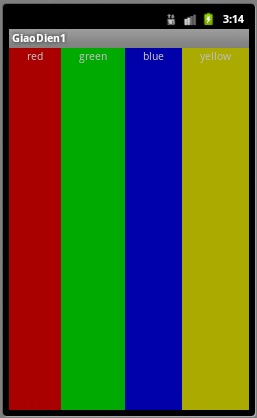 3:14
GiaoDien1
red green blue yellow